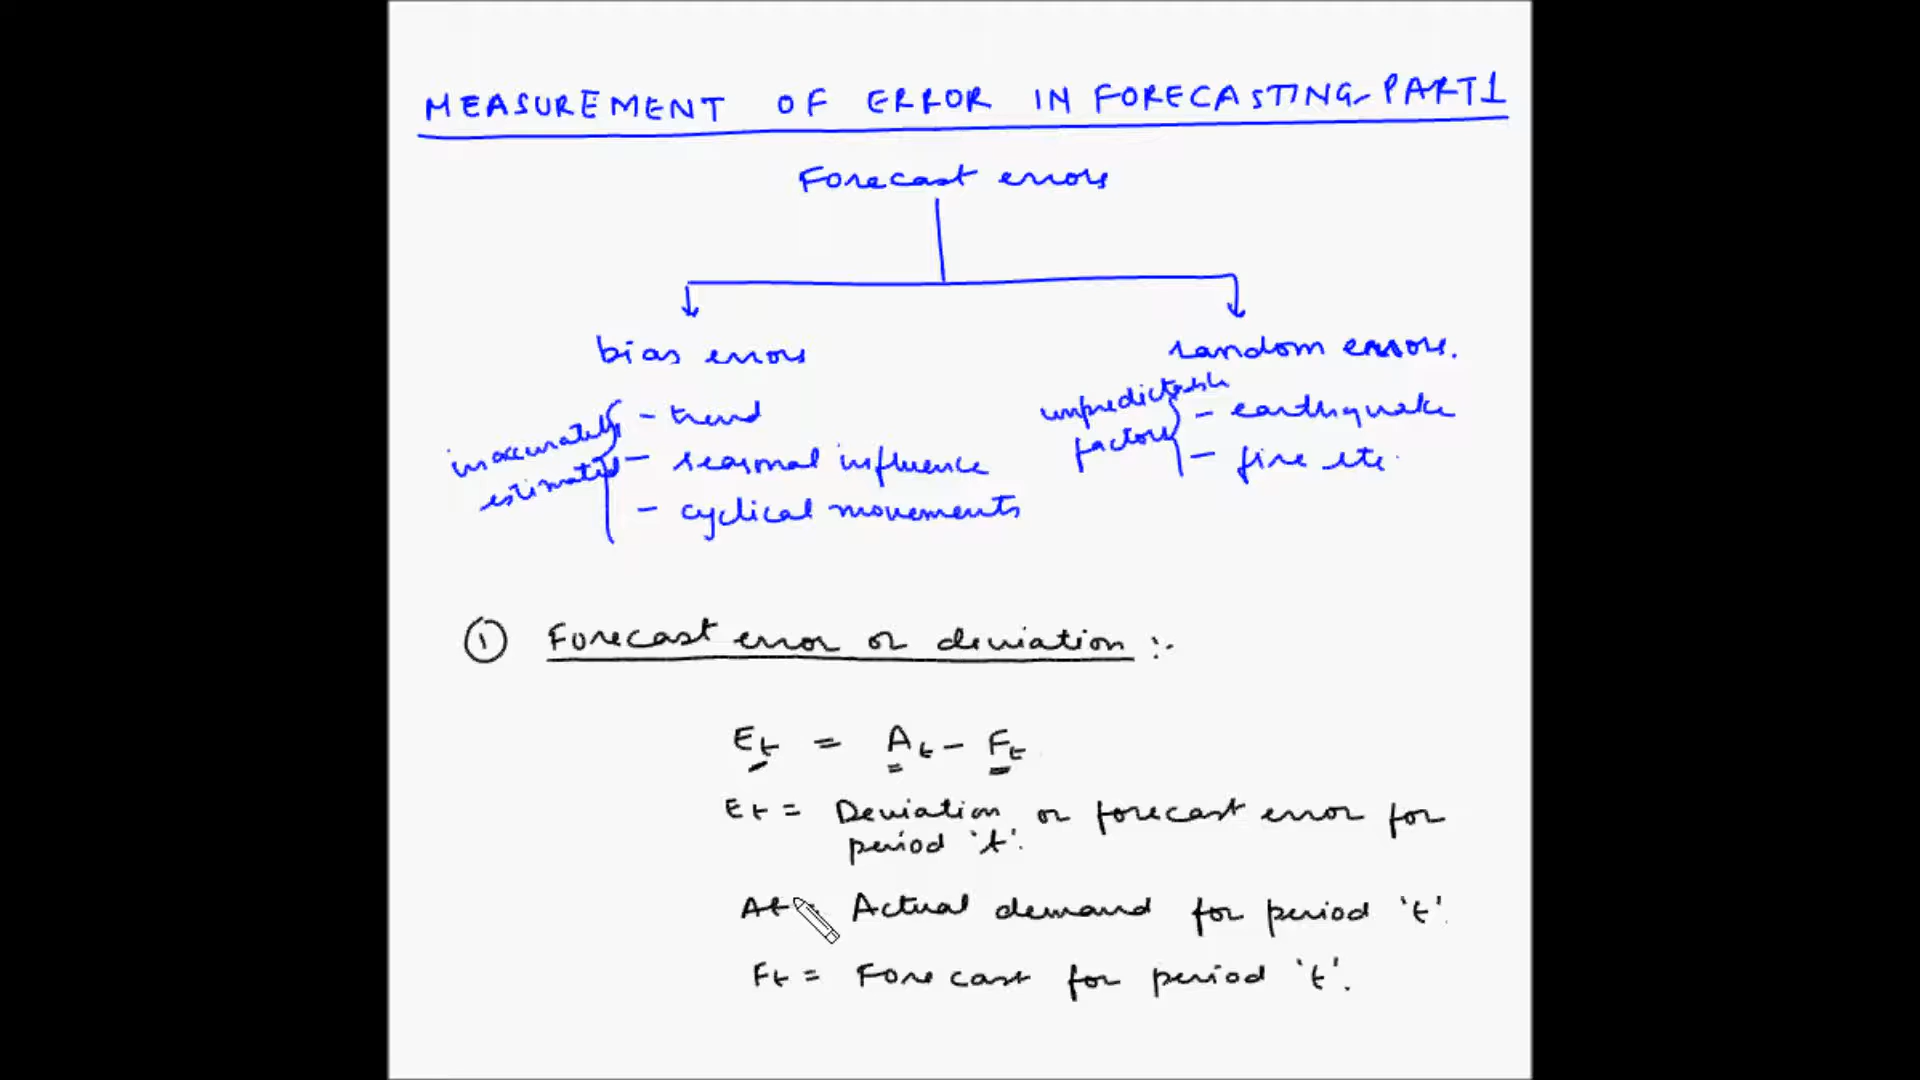 MEASUREMENT OF ERROR IN FORECASTING-PART 1
Forecast errors
bias errors
random errors.
inaccurately estimated
- trend
- seasonal influence
- cyclical movements
unpredictable factors
- earthquake
- fire etc.
① Forecast error or deviation :-
Et = At - Ft
Et = Deviation or forecast error for
period 't'.
At = Actual demand for period 't'.
Ft = Forecast for period 't'.